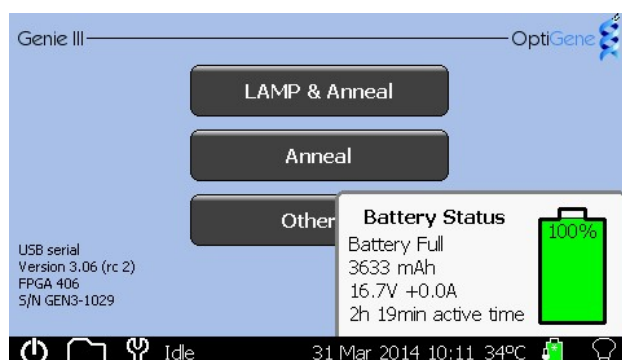 Genie III
OptiGene
LAMP & Anneal
Anneal
Other
Battery Status
Battery Full
3633 mAh
16.7V +0.0A
2h 19min active time
100%
USB serial
Version 3.06 (rc 2)
FPGA 406
S/N GEN3-1029
Idle
31 Mar 2014 10:11 34ºC